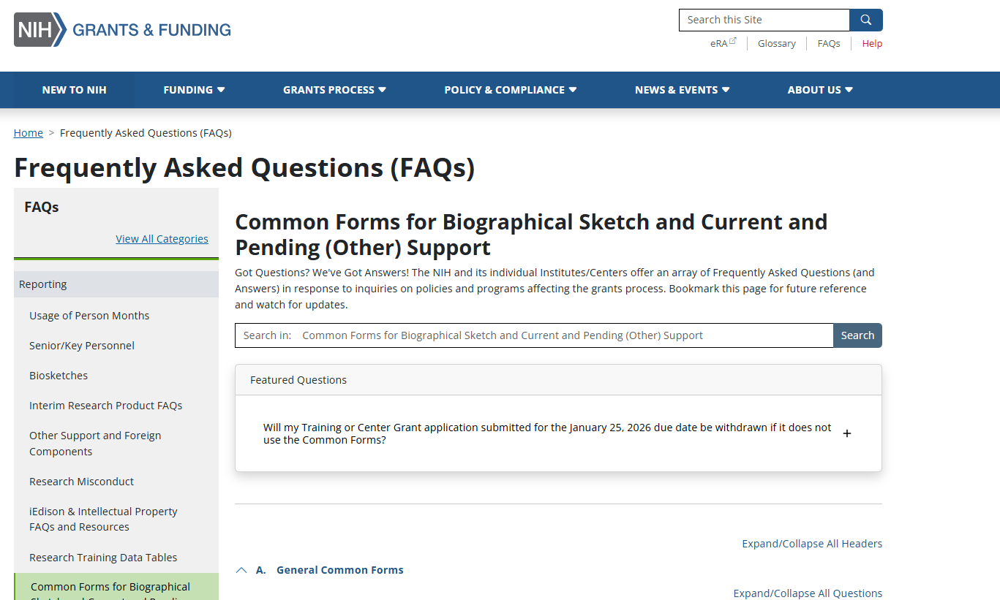 NIH GRANTS & FUNDING
Search this Site
eRA Glossary FAQs Help
NEW TO NIH FUNDING GRANTS PROCESS POLICY & COMPLIANCE NEWS & EVENTS ABOUT US
Home > Frequently Asked Questions (FAQs)
Frequently Asked Questions (FAQs)
FAQs
View All Categories
Reporting
Usage of Person Months
Senior/Key Personnel
Biosketches
Interim Research Product FAQs
Other Support and Foreign
Components
Research Misconduct
iEdison & Intellectual Property
FAQs and Resources
Research Training Data Tables
Common Forms for Biographical
Common Forms for Biographical Sketch and Current and
Pending (Other) Support
Got Questions? We've Got Answers! The NIH and its individual Institutes/Centers offer an array of Frequently Asked Questions (and
Answers) in response to inquiries on policies and programs affecting the grants process. Bookmark this page for future reference
and watch for updates.
Search in: Common Forms for Biographical Sketch and Current and Pending (Other) Support Search
Featured Questions
Will my Training or Center Grant application submitted for the January 25, 2026 due date be withdrawn if it does not
use the Common Forms? +
Expand/Collapse All Headers
A. General Common Forms
Expand/Collapse All Questions